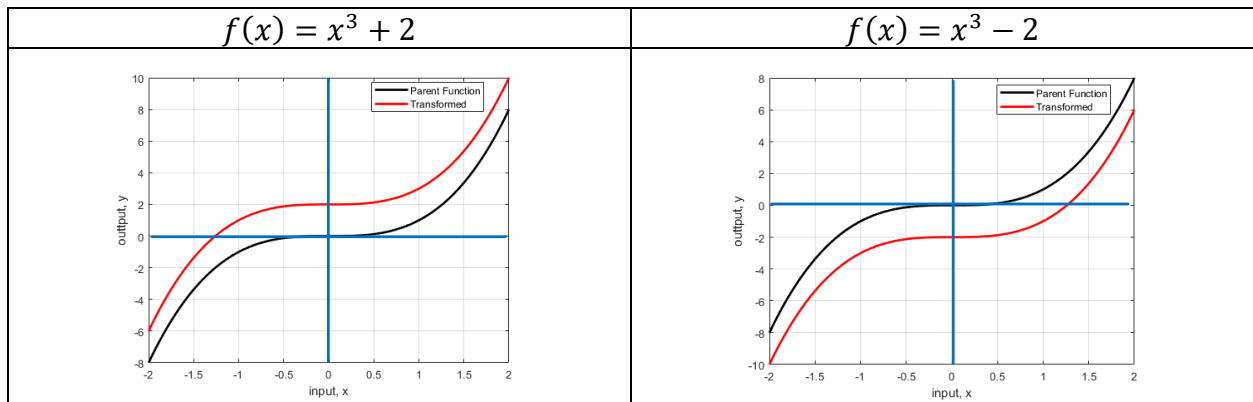 f(x) = x³ + 2
f(x) = x³ − 2
10
8
6
4
2
0
-2
-4
-6
-8
outtput, y
Parent Function
Transformed
-2 -1.5 -1 -0.5 0 0.5 1 1.5 2
input, x
8
6
4
2
0
-2
-4
-6
-8
-10
outtput, y
Parent Function
Transformed
-2 -1.5 -1 -0.5 0 0.5 1 1.5 2
input, x